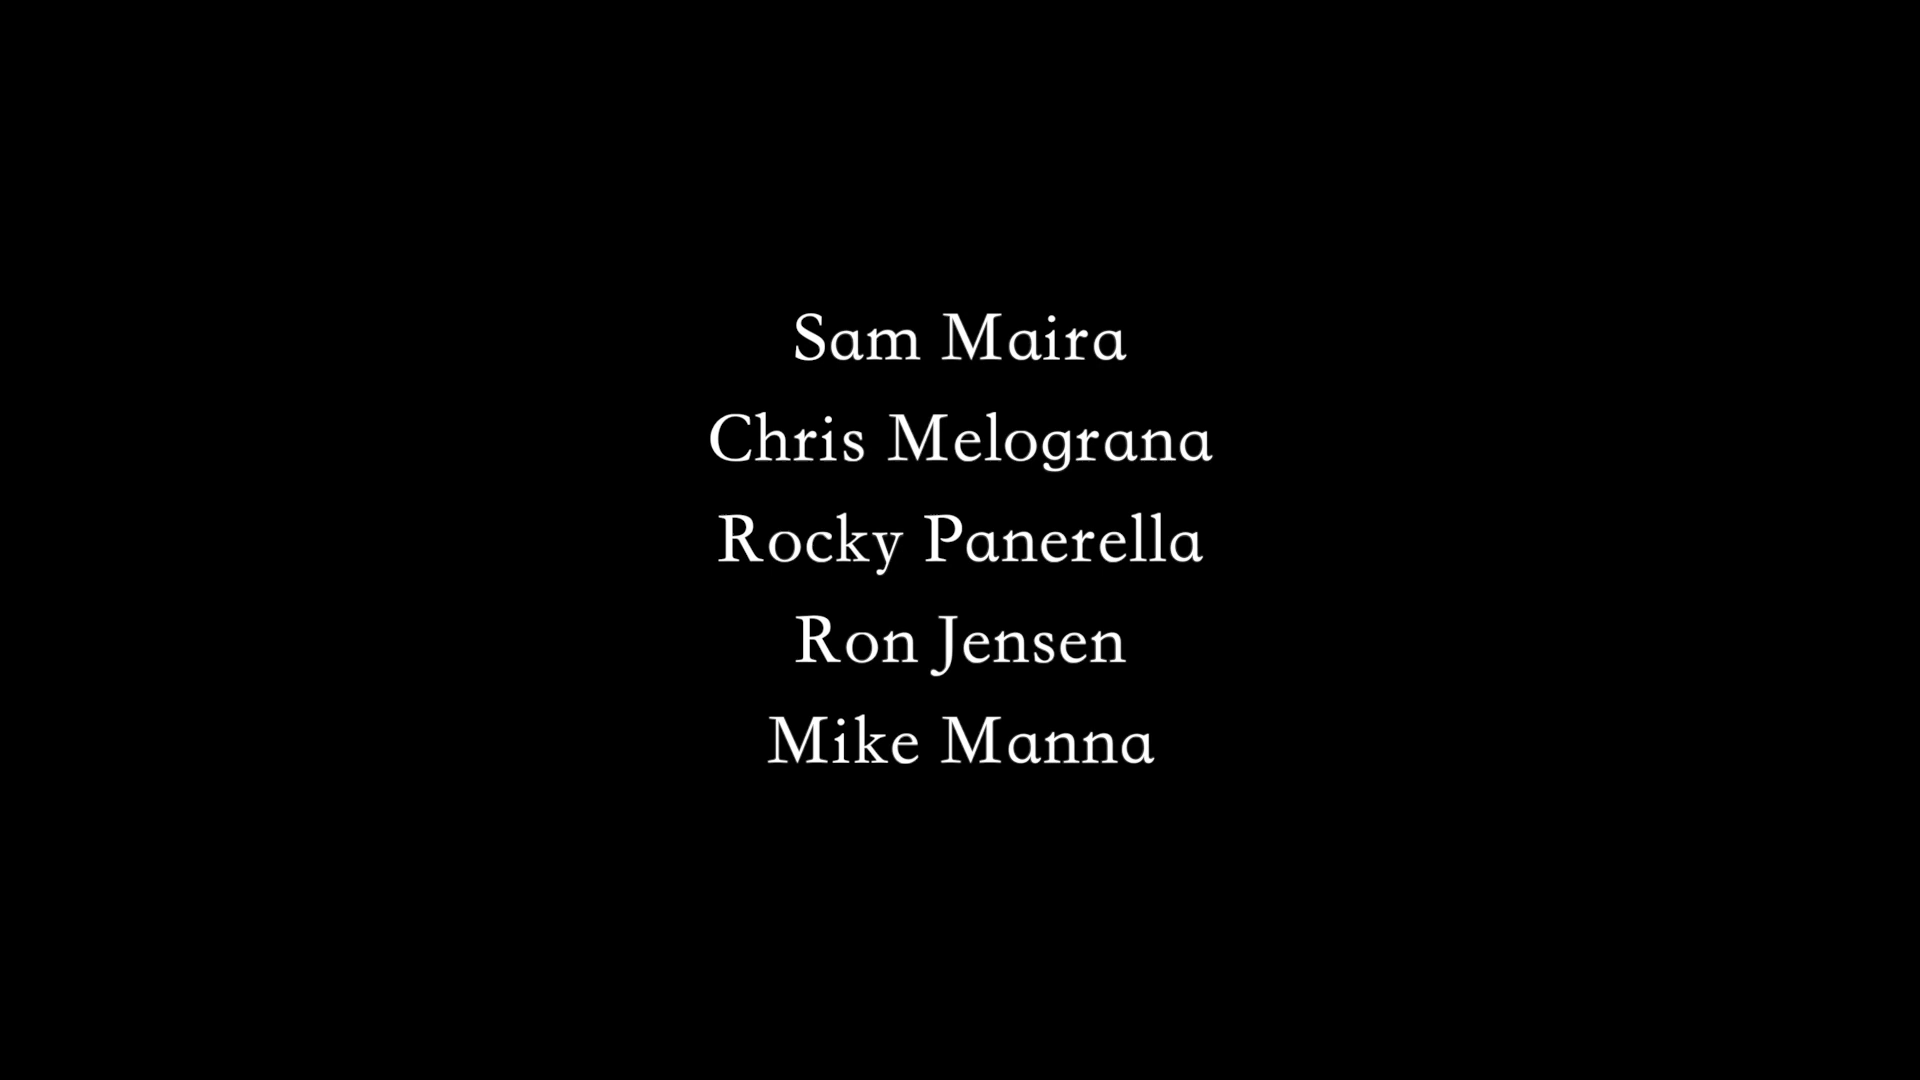 Sam Maira
Chris Melograna
Rocky Panerella
Ron Jensen
Mike Manna